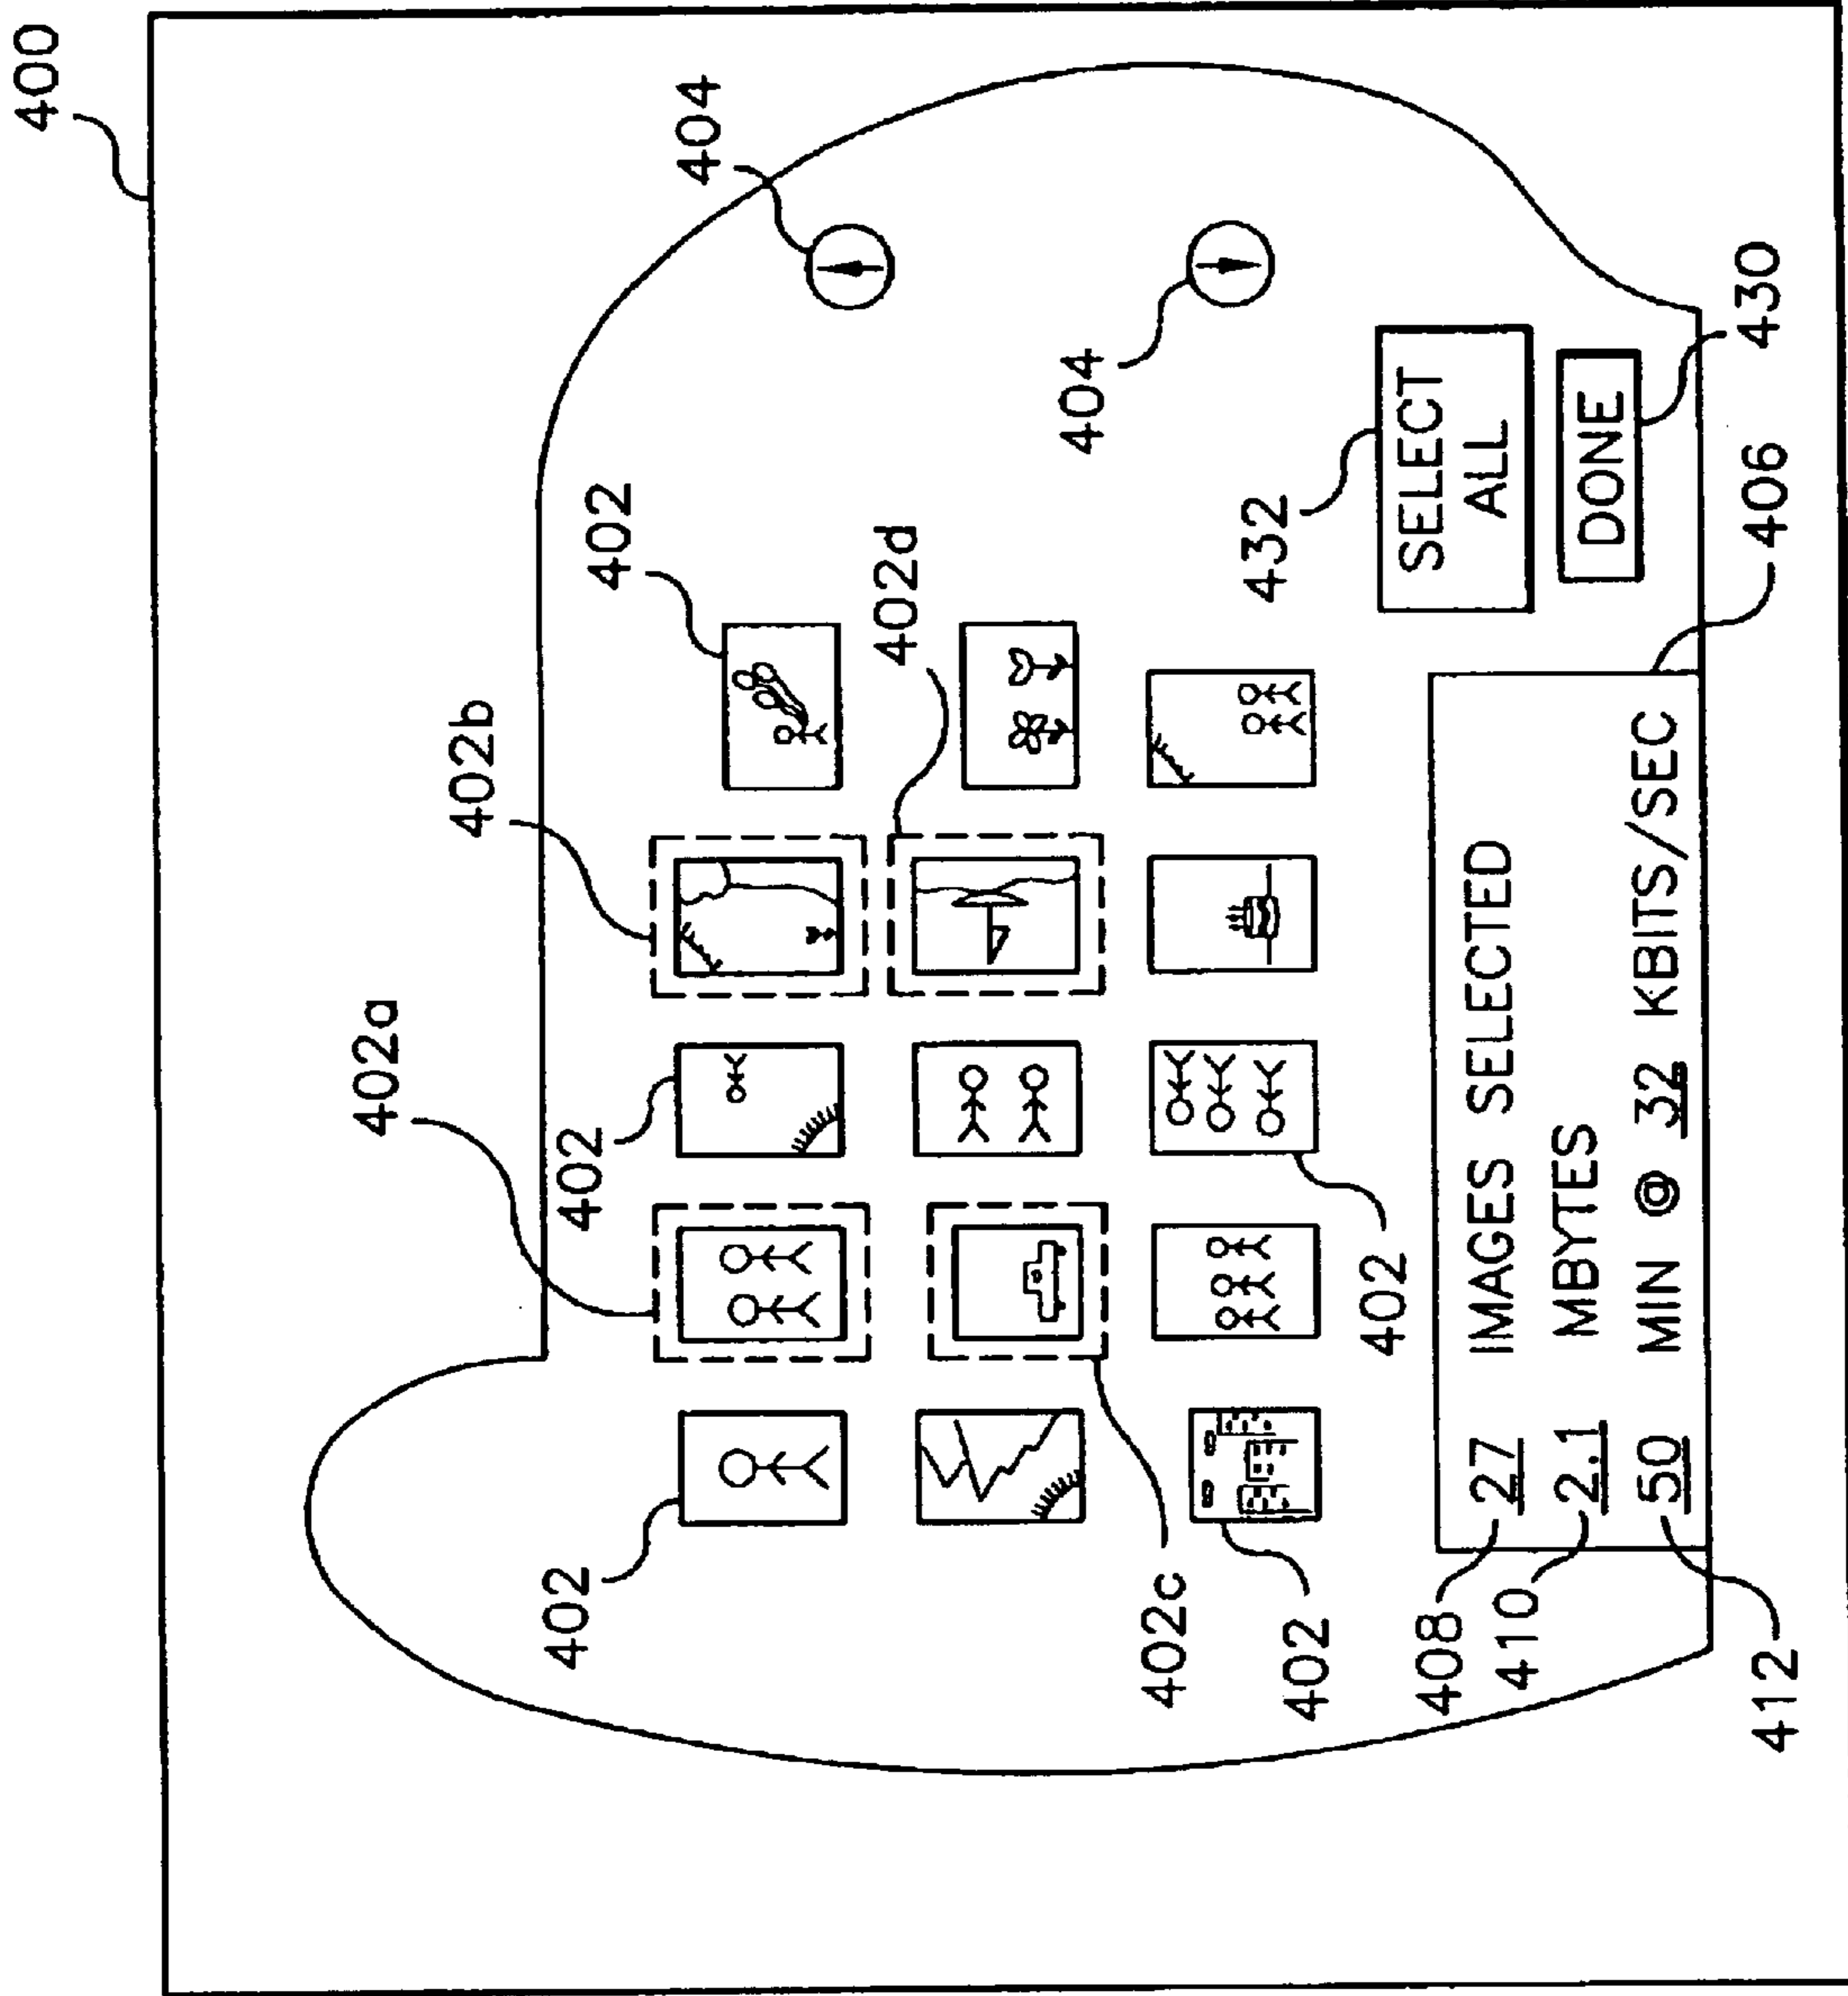 400
404
402
402b
402d
402a
402
404
402
432
SELECT
ALL
DONE
430
402c
402
402
406
408
27 IMAGES SELECTED
410
2.1 MBYTES
50 MIN @ 32 KBITS/SEC
412